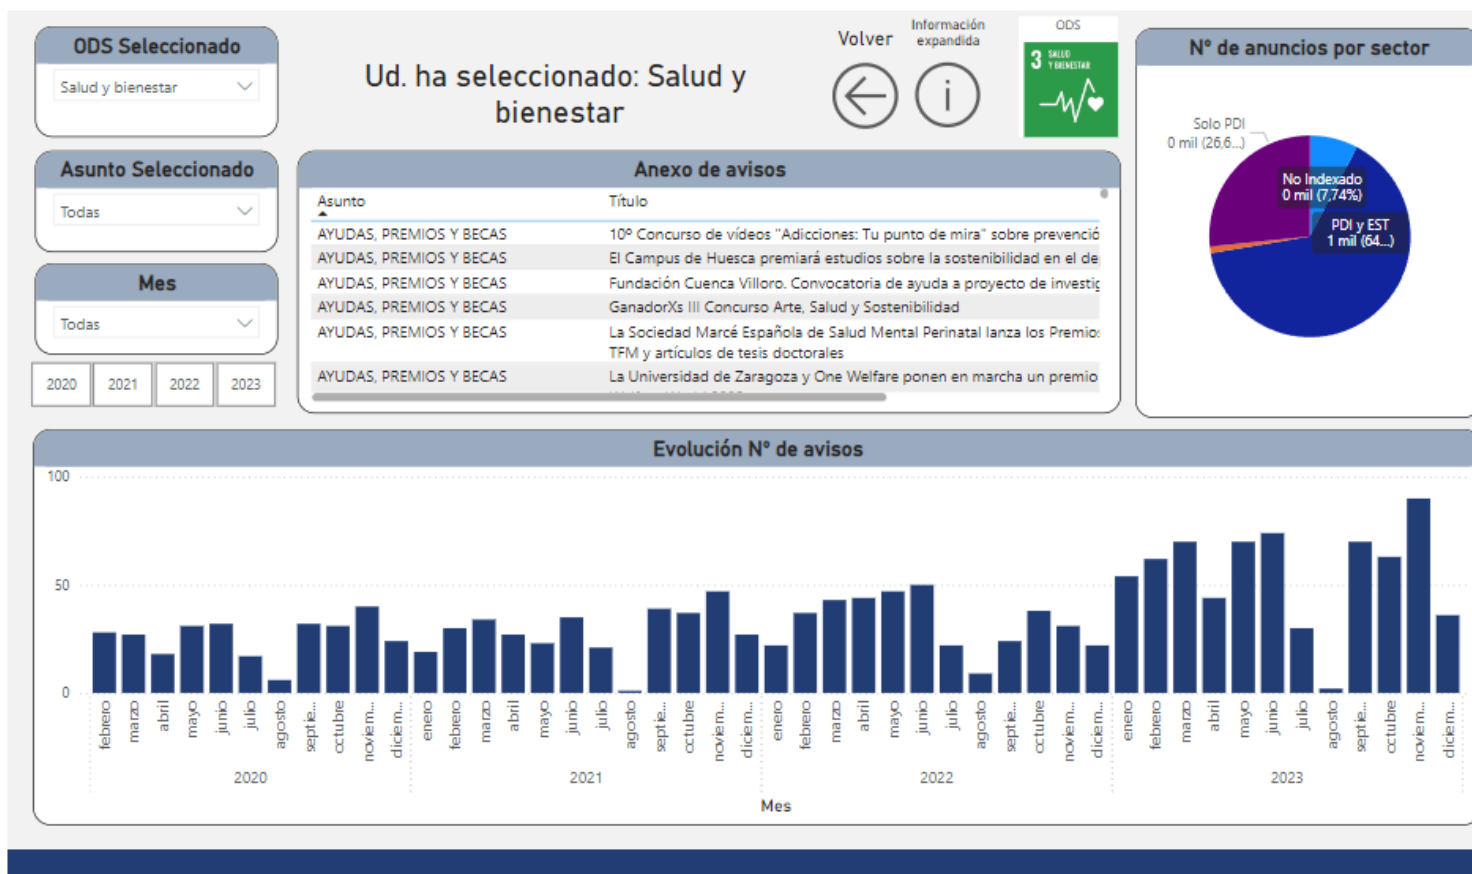 ODS Seleccionado
Salud y bienestar
Asunto Seleccionado
Todas
Mes
Todas
2020 2021 2022 2023
Ud. ha seleccionado: Salud y
bienestar
Volver
Información
expandida
ODS
3 SALUD
Y BIENESTAR
Anexo de avisos
Asunto Título
AYUDAS, PREMIOS Y BECAS 10º Concurso de vídeos "Adicciones: Tu punto de mira" sobre prevenció
AYUDAS, PREMIOS Y BECAS El Campus de Huesca premiará estudios sobre la sostenibilidad en el de
AYUDAS, PREMIOS Y BECAS Fundación Cuenca Villoro. Convocatoria de ayuda a proyecto de investig
AYUDAS, PREMIOS Y BECAS GanadorXs III Concurso Arte, Salud y Sostenibilidad
AYUDAS, PREMIOS Y BECAS La Sociedad Marcé Española de Salud Mental Perinatal lanza los Premios
TFM y artículos de tesis doctorales
AYUDAS, PREMIOS Y BECAS La Universidad de Zaragoza y One Welfare ponen en marcha un premio
Nº de anuncios por sector
Solo PDI
0 mil (26,6...)
No Indexado
0 mil (7,74%)
PDI y EST
1 mil (64...)
Evolución Nº de avisos
100
50
0
febrero marzo abril mayo junio julio agosto septie... octubre noviem... diciem... enero febrero marzo abril mayo junio julio agosto septie... octubre noviem... diciem... enero febrero marzo abril mayo junio julio agosto septie... octubre noviem... diciem... enero febrero marzo abril mayo junio julio agosto septie... octubre noviem... diciem...
2020 2021 2022 2023
Mes